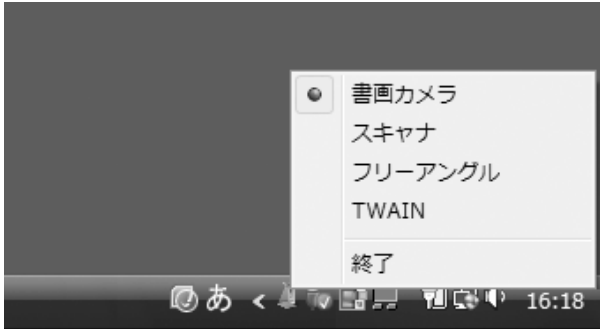 書画カメラ
スキャナ
フリーアングル
TWAIN
終了
あ < 16:18